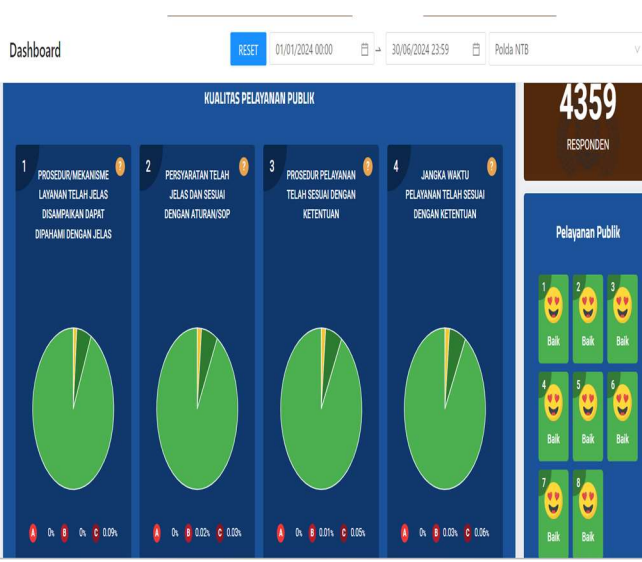 Dashboard
RESET
01/01/2024 00:00
30/06/2024 23:59
Polda NTB
KUALITAS PELAYANAN PUBLIK
1
PROSEDUR/MEKANISME
LAYANAN TELAH JELAS
DISAMPAIKAN DAPAT
DIPAHAMI DENGAN JELAS
?
A 0% B 0% C 0.09%
2
PERSYARATAN TELAH
JELAS DAN SESUAI
DENGAN ATURAN/SOP
?
A 0% B 0.02% C 0.03%
3
PROSEDUR PELAYANAN
TELAH SESUAI DENGAN
KETENTUAN
?
A 0% B 0.01% C 0.05%
4
JANGKA WAKTU
PELAYANAN TELAH SESUAI
DENGAN KETENTUAN
?
A 0% B 0.03% C 0.06%
4359
RESPONDEN
Pelayanan Publik
1
Baik
2
Baik
3
Baik
4
Baik
5
Baik
6
Baik
7
Baik
8
Baik